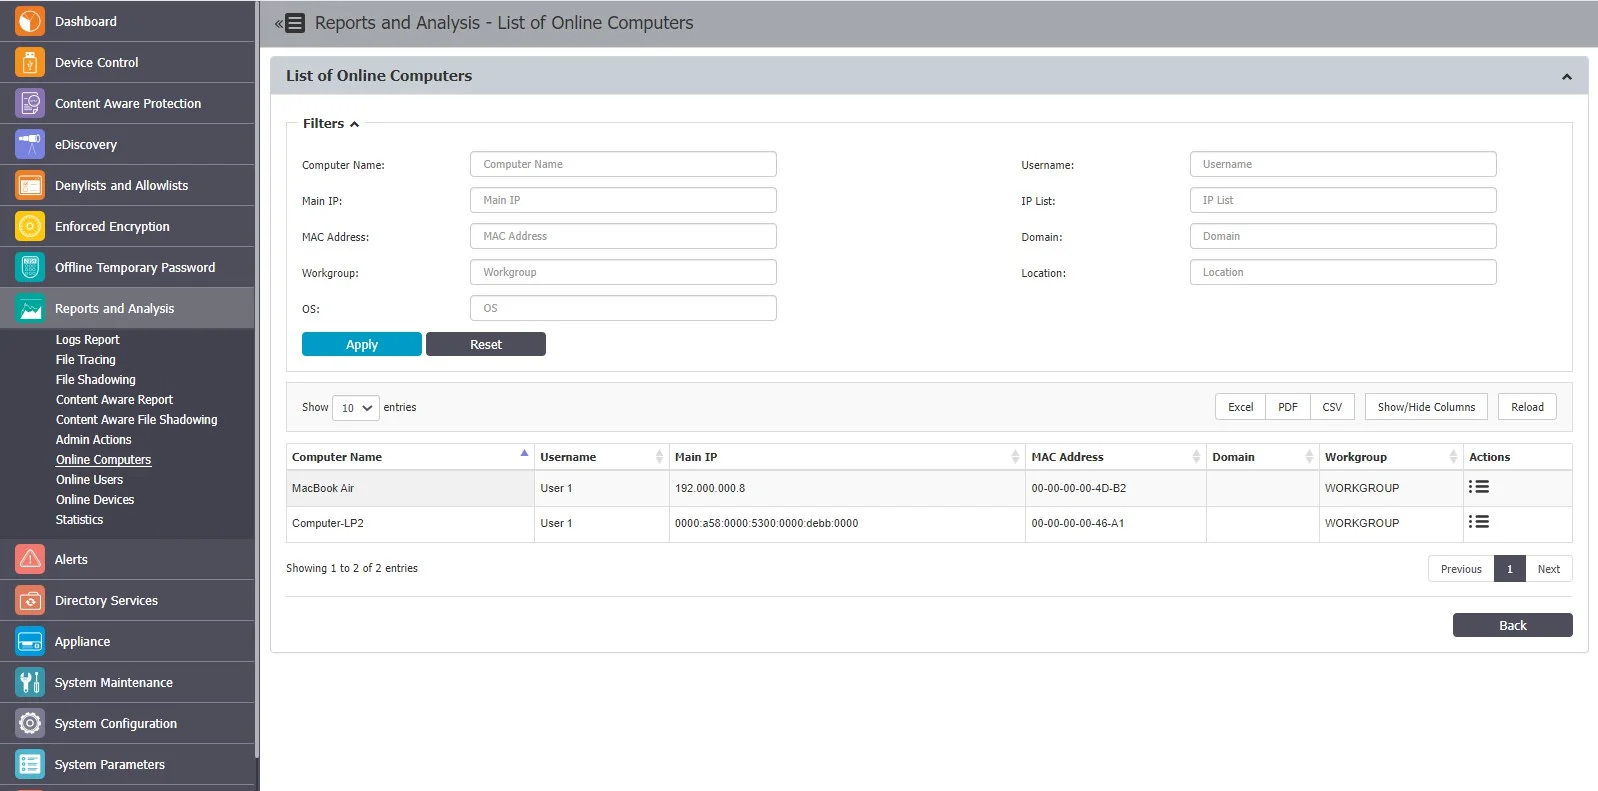 Dashboard
Device Control
Content Aware Protection
eDiscovery
Denylists and Allowlists
Enforced Encryption
Offline Temporary Password
Reports and Analysis
Logs Report
File Tracing
File Shadowing
Content Aware Report
Content Aware File Shadowing
Admin Actions
Online Computers
Online Users
Online Devices
Statistics
Alerts
Directory Services
Appliance
System Maintenance
System Configuration
System Parameters
Reports and Analysis - List of Online Computers
List of Online Computers
Filters
Computer Name: Computer Name Username: Username
Main IP: Main IP IP List: IP List
MAC Address: MAC Address Domain: Domain
Workgroup: Workgroup Location: Location
OS: OS
Apply Reset
Show 10 entries Excel PDF CSV Show/Hide Columns Reload
Computer Name Username Main IP MAC Address Domain Workgroup Actions
MacBook Air User 1 192.000.000.8 00-00-00-00-4D-B2 WORKGROUP
Computer-LP2 User 1 0000:a58:0000:5300:0000:debb:0000 00-00-00-00-46-A1 WORKGROUP
Showing 1 to 2 of 2 entries Previous 1 Next
Back